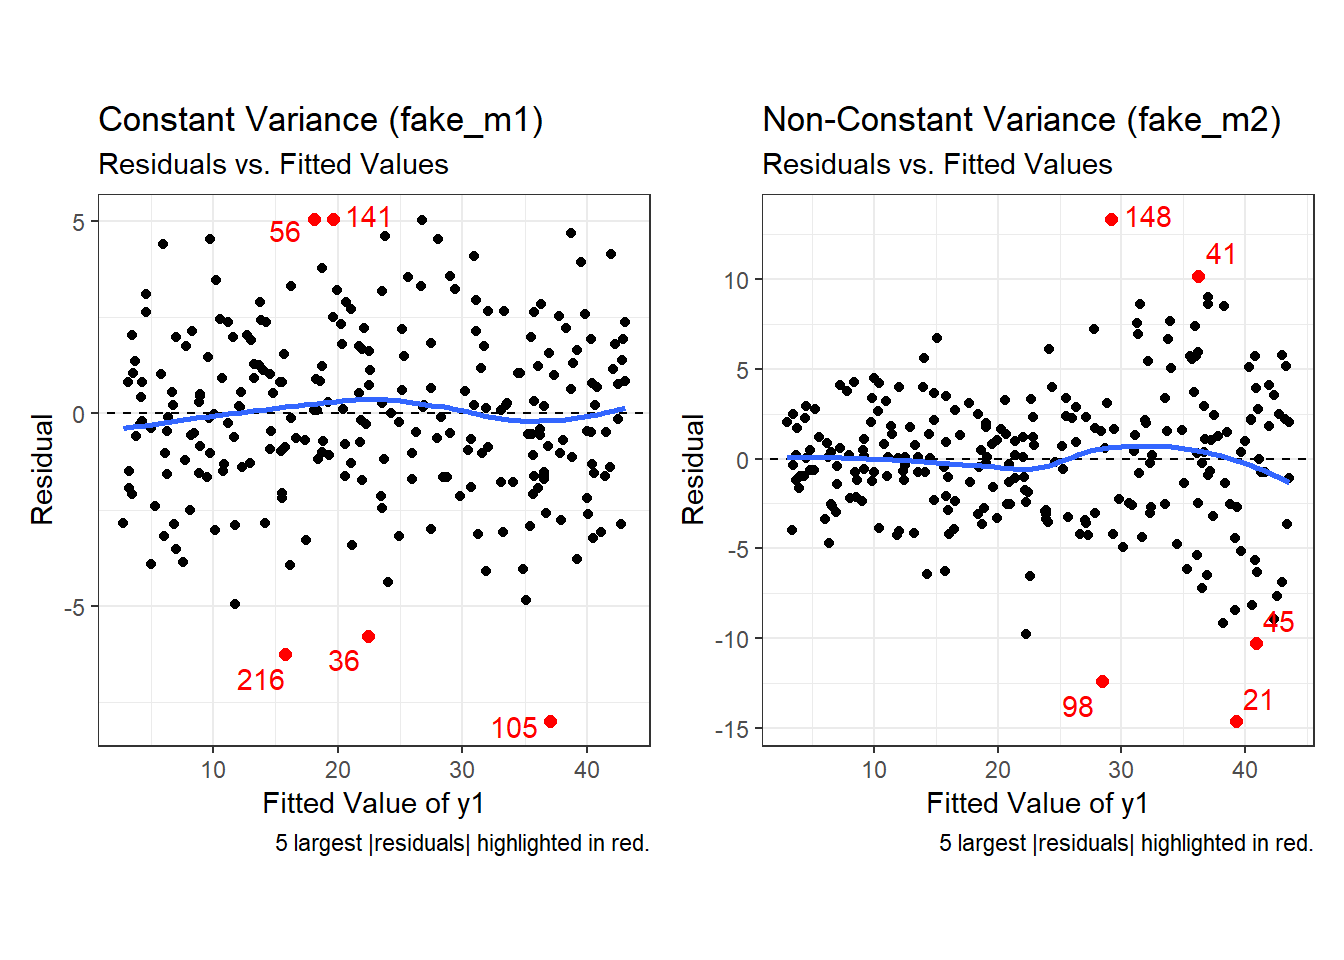 Constant Variance (fake_m1)
Residuals vs. Fitted Values
Residual
5
0
-5
56
141
216
36
105
10
20
30
40
Fitted Value of y1
5 largest |residuals| highlighted in red.
Non-Constant Variance (fake_m2)
Residuals vs. Fitted Values
Residual
10
5
0
-5
-10
-15
148
41
45
98
21
10
20
30
40
Fitted Value of y1
5 largest |residuals| highlighted in red.